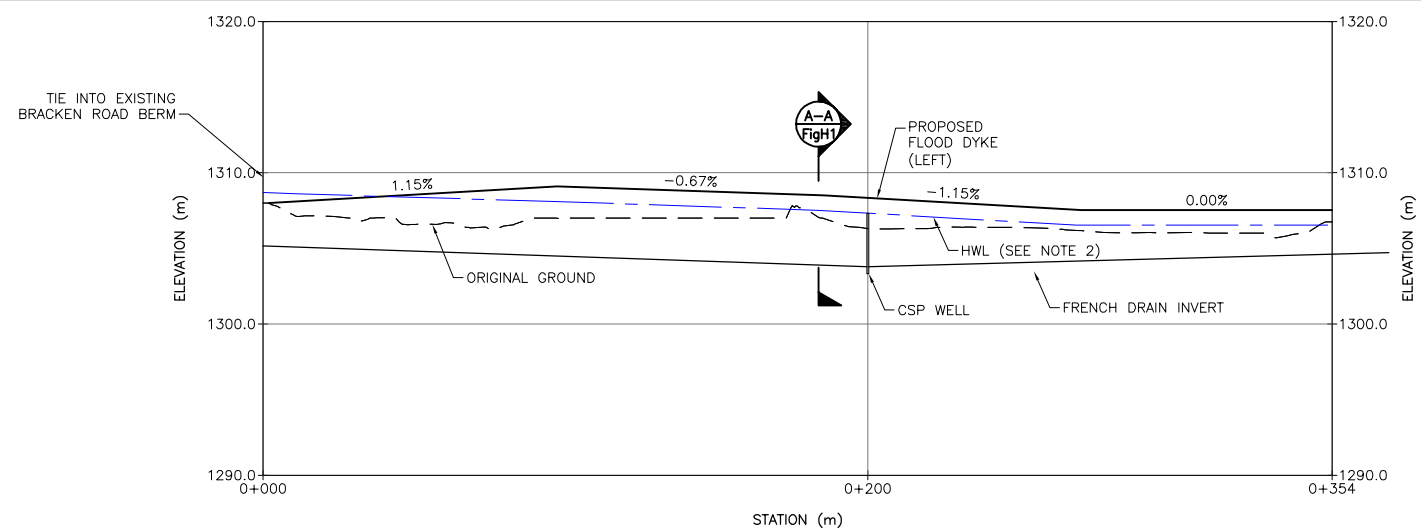 1320.0
1320.0
TIE INTO EXISTING
BRACKEN ROAD BERM
A-A
FigH1
PROPOSED
FLOOD DYKE
(LEFT)
1310.0
1310.0
1.15%
-0.67%
-1.15%
0.00%
ELEVATION (m)
ELEVATION (m)
HWL (SEE NOTE 2)
ORIGINAL GROUND
CSP WELL
FRENCH DRAIN INVERT
1300.0
1300.0
1290.0
1290.0
0+000
0+200
0+354
STATION (m)